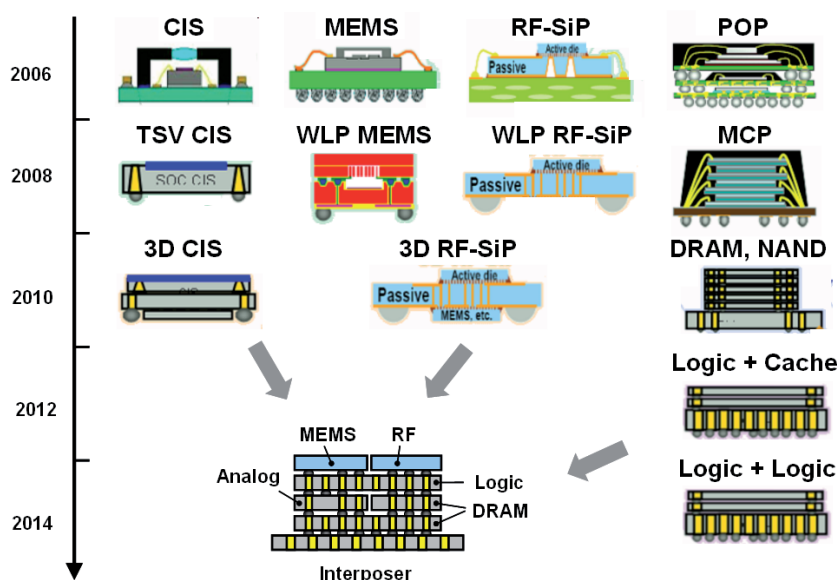 CIS MEMS RF-SiP POP
2006
Active die
Passive
TSV CIS WLP MEMS WLP RF-SiP MCP
2008
SOC CIS
Active die
Passive
3D CIS 3D RF-SiP DRAM, NAND
2010
CIS
Active die
Passive
MEMS, etc.
Logic + Cache
2012
MEMS RF
Analog
Logic
Logic + Logic
DRAM
2014
Interposer